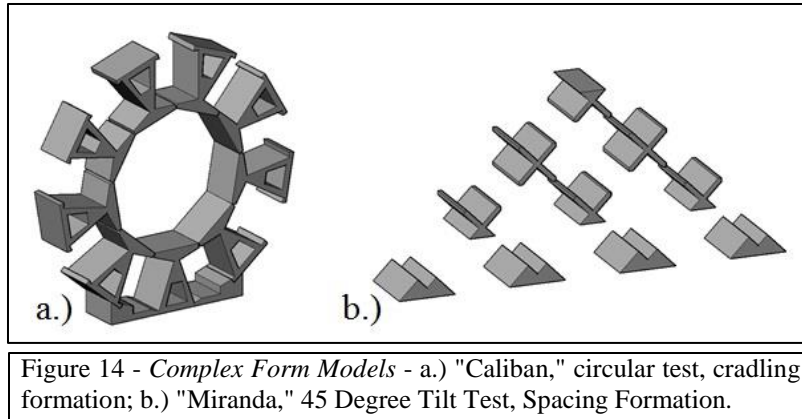 a.)
b.)
Figure 14 - Complex Form Models - a.) "Caliban," circular test, cradling
formation; b.) "Miranda," 45 Degree Tilt Test, Spacing Formation.